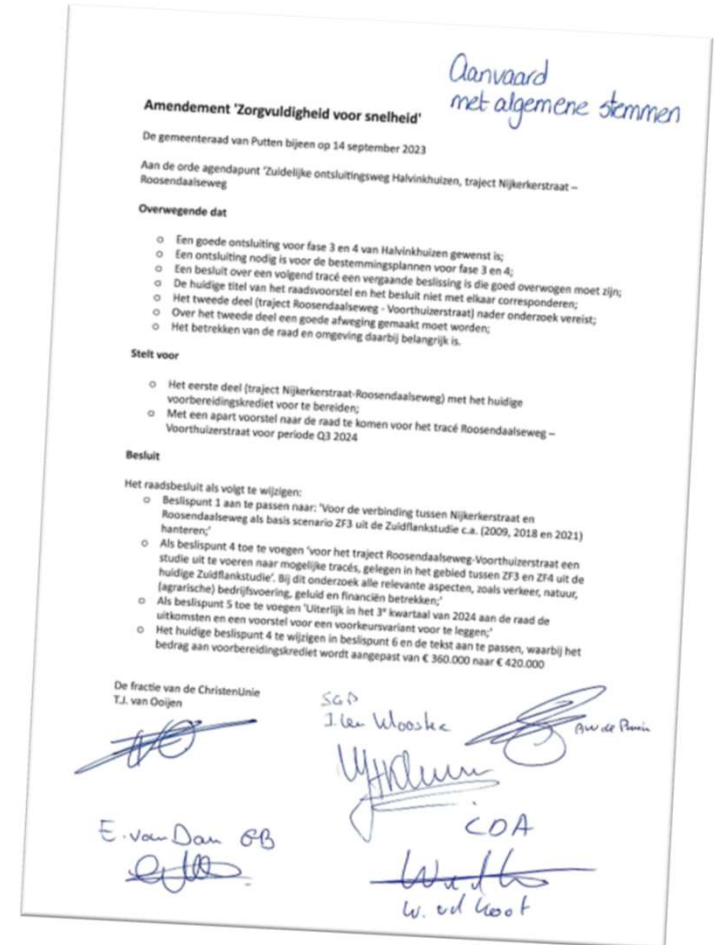 Aanvaard
met algemene stemmen
Amendement 'Zorgvuldigheid voor snelheid'
De gemeenteraad van Putten bijeen op 14 september 2023
Aan de orde agendapunt 'Zuidelijke ontsluitingsweg Halvinkhuizen, traject Nijkerkerstraat –
Roosendaalseweg
Overwegende dat
o Een goede ontsluiting voor fase 3 en 4 van Halvinkhuizen gewenst is;
o Een ontsluiting nodig is voor de bestemmingsplannen voor fase 3 en 4;
o Een besluit over een volgend tracé een vergaande beslissing is die goed overwogen moet zijn;
o De huidige titel van het raadsvoorstel en het besluit niet met elkaar corresponderen;
o Het tweede deel (traject Roosendaalseweg - Voorthuizerstraat) nader onderzoek vereist;
o Over het tweede deel een goede afweging gemaakt moet worden;
o Het betrekken van de raad en omgeving daarbij belangrijk is.
Stelt voor
o Het eerste deel (traject Nijkerkerstraat-Roosendaalseweg) met het huidige
voorbereidingskrediet voor te bereiden;
o Met een apart voorstel naar de raad te komen voor het tracé Roosendaalseweg –
Voorthuizerstraat voor periode Q3 2024
Besluit
Het raadsbesluit als volgt te wijzigen:
o Beslispunt 1 aan te passen naar: 'Voor de verbinding tussen Nijkerkerstraat en
Roosendaalseweg als basis scenario ZF3 uit de Zuidflankstudie c.a. (2009, 2018 en 2021)
hanteren;'
o Als beslispunt 4 toe te voegen 'voor het traject Roosendaalseweg-Voorthuizerstraat een
studie uit te voeren naar mogelijke tracés, gelegen in het gebied tussen ZF3 en ZF4 uit de
huidige Zuidflankstudie'. Bij dit onderzoek alle relevante aspecten, zoals verkeer, natuur,
(agrarische) bedrijfsvoering, geluid en financiën betrekken;'
o Als beslispunt 5 toe te voegen 'Uiterlijk in het 3e kwartaal van 2024 aan de raad de
uitkomsten en een voorstel voor een voorkeursvariant voor te leggen;'
o Het huidige beslispunt 4 te wijzigen in beslispunt 6 en de tekst aan te passen, waarbij het
bedrag aan voorbereidingskrediet wordt aangepast van € 360.000 naar € 420.000
De fractie van de ChristenUnie
T.J. van Ooijen
SGP
E. van Dam GB
CDA
W. vd